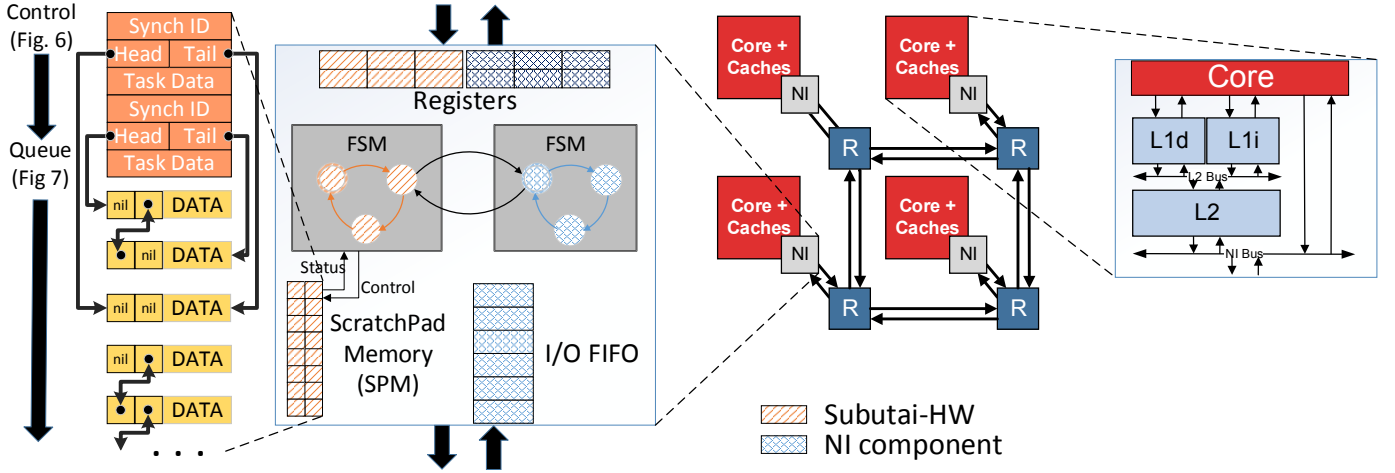 Control
(Fig. 6)
Queue
(Fig 7)
Synch ID
Head Tail
Task Data
Synch ID
Head Tail
Task Data
nil DATA
nil DATA
nil nil DATA
nil DATA
DATA
. . .
Registers
FSM
FSM
Status
Control
ScratchPad
Memory
(SPM)
I/O FIFO
Core +
Caches
NI
R
Core +
Caches
NI
R
Core +
Caches
NI
R
Core +
Caches
NI
R
Subutai-HW
NI component
Core
L1d
L1i
L2 Bus
L2
NI Bus